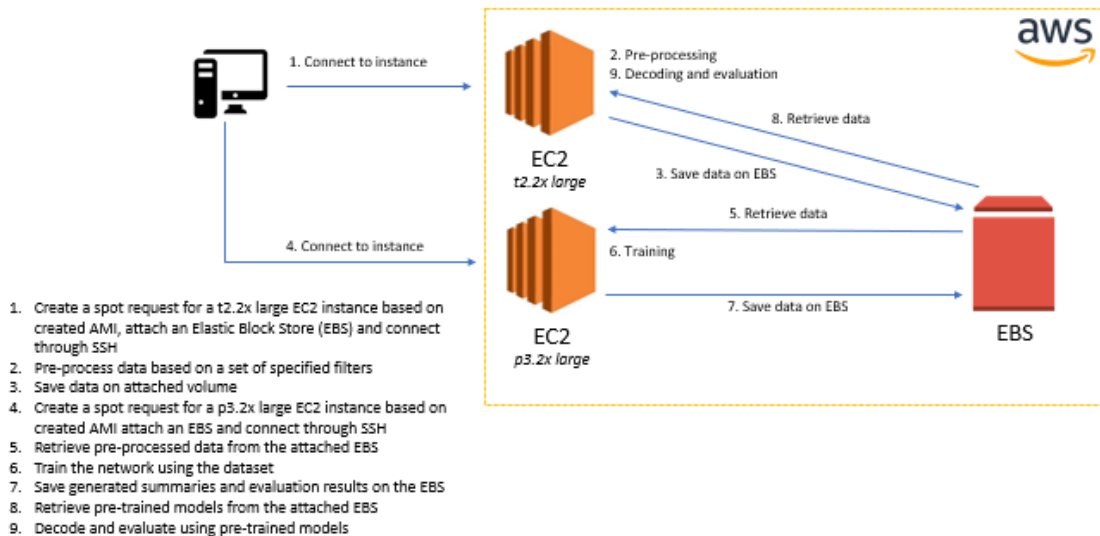 aws
1. Connect to instance
2. Pre-processing
9. Decoding and evaluation
8. Retrieve data
EC2
t2.2x large
3. Save data on EBS
5. Retrieve data
4. Connect to instance
6. Training
7. Save data on EBS
EC2
p3.2x large
EBS
1. Create a spot request for a t2.2x large EC2 instance based on
created AMI, attach an Elastic Block Store (EBS) and connect
through SSH
2. Pre-process data based on a set of specified filters
3. Save data on attached volume
4. Create a spot request for a p3.2x large EC2 instance based on
created AMI attach an EBS and connect through SSH
5. Retrieve pre-processed data from the attached EBS
6. Train the network using the dataset
7. Save generated summaries and evaluation results on the EBS
8. Retrieve pre-trained models from the attached EBS
9. Decode and evaluate using pre-trained models